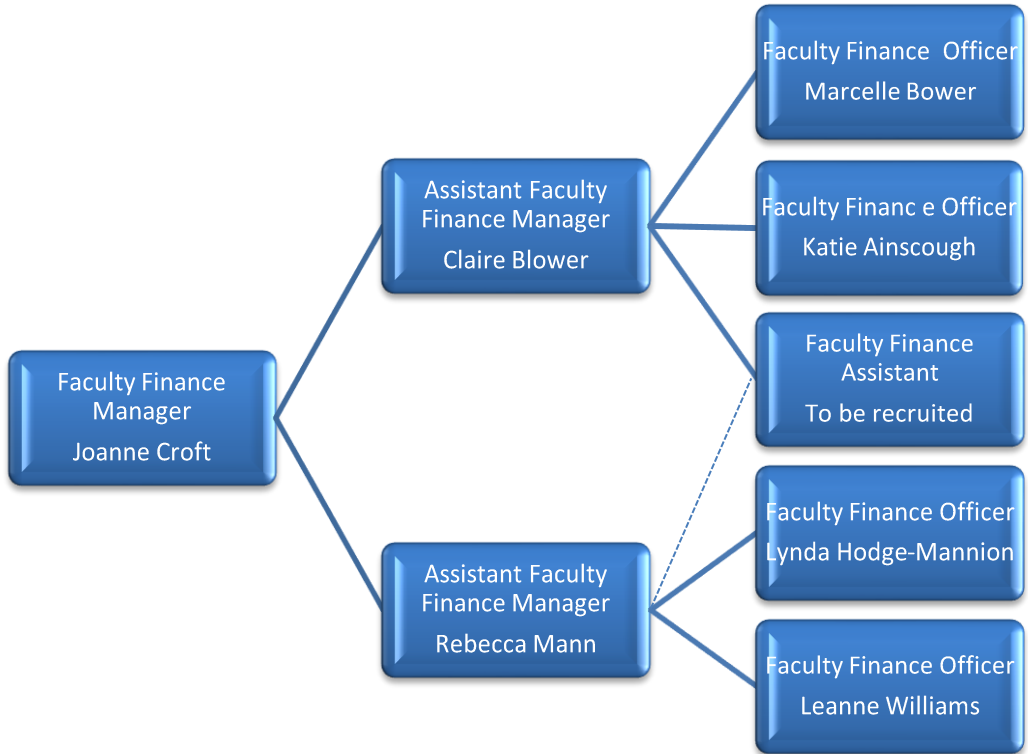 Faculty Finance Manager
Joanne Croft
Assistant Faculty
Finance Manager
Claire Blower
Assistant Faculty
Finance Manager
Rebecca Mann
Faculty Finance  Officer
Marcelle Bower
Faculty Financ e Officer
Katie Ainscough
Faculty Finance
Assistant
To be recruited
Faculty Finance Officer
Lynda Hodge-Mannion
Faculty Finance Officer
Leanne Williams